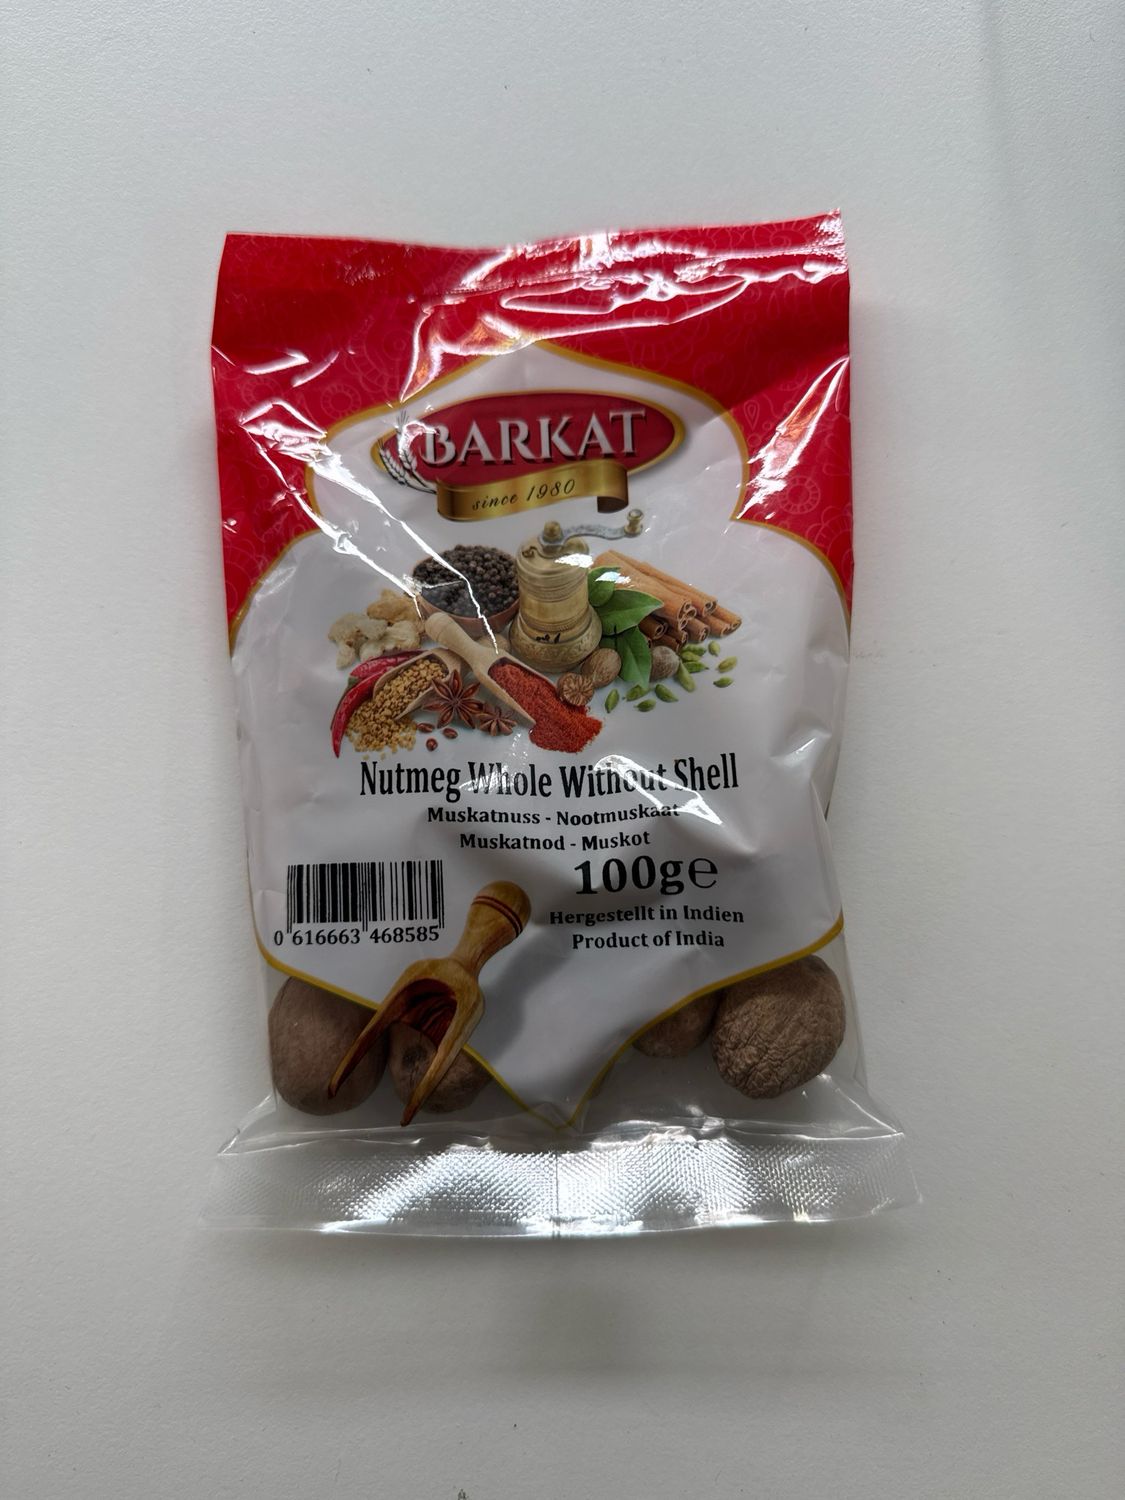 BARKAT
since 1980
Nutmeg Whole Without Shell
Muskatnuss - Nootmuskaat
Muskatnod - Muskot
100g℮
Hergestellt in Indien
Product of India
0 616663 468585